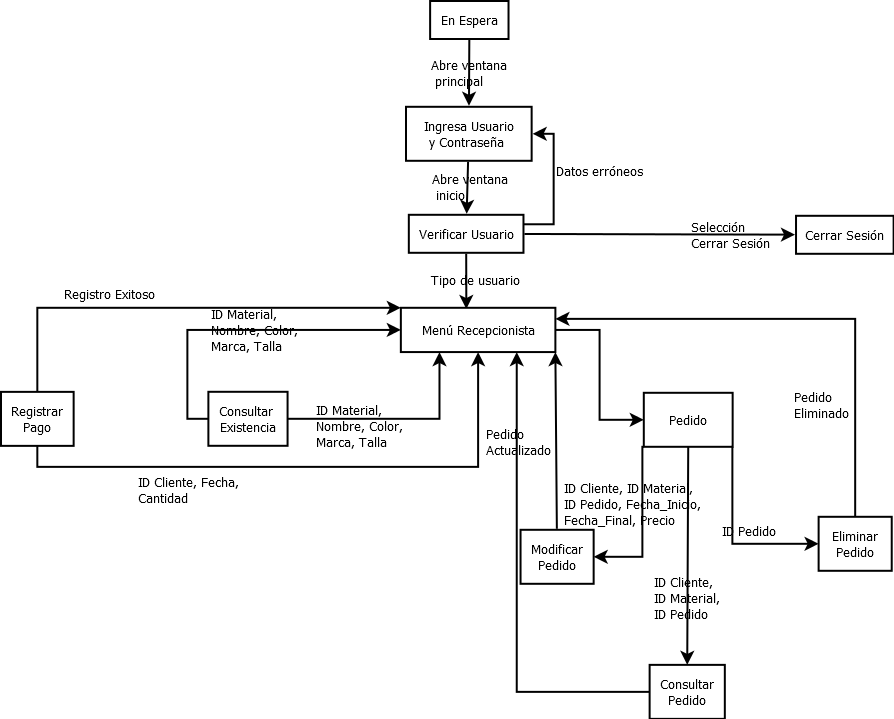 En Espera
Abre ventana
principal
Ingresa Usuario
y Contraseña
Datos erróneos
Abre ventana
inicio
Verificar Usuario
Selección
Cerrar Sesión
Cerrar Sesión
Tipo de usuario
Registro Exitoso
ID Material,
Nombre, Color,
Marca, Talla
Menú Recepcionista
Registrar
Pago
Consultar
Existencia
ID Material,
Nombre, Color,
Marca, Talla
Pedido
Actualizado
Pedido
Pedido
Eliminado
ID Cliente, Fecha,
Cantidad
ID Cliente, ID Material,
ID Pedido, Fecha_Inicio,
Fecha_Final, Precio
Modificar
Pedido
ID Pedido
Eliminar
Pedido
ID Cliente,
ID Material,
ID Pedido
Consultar
Pedido